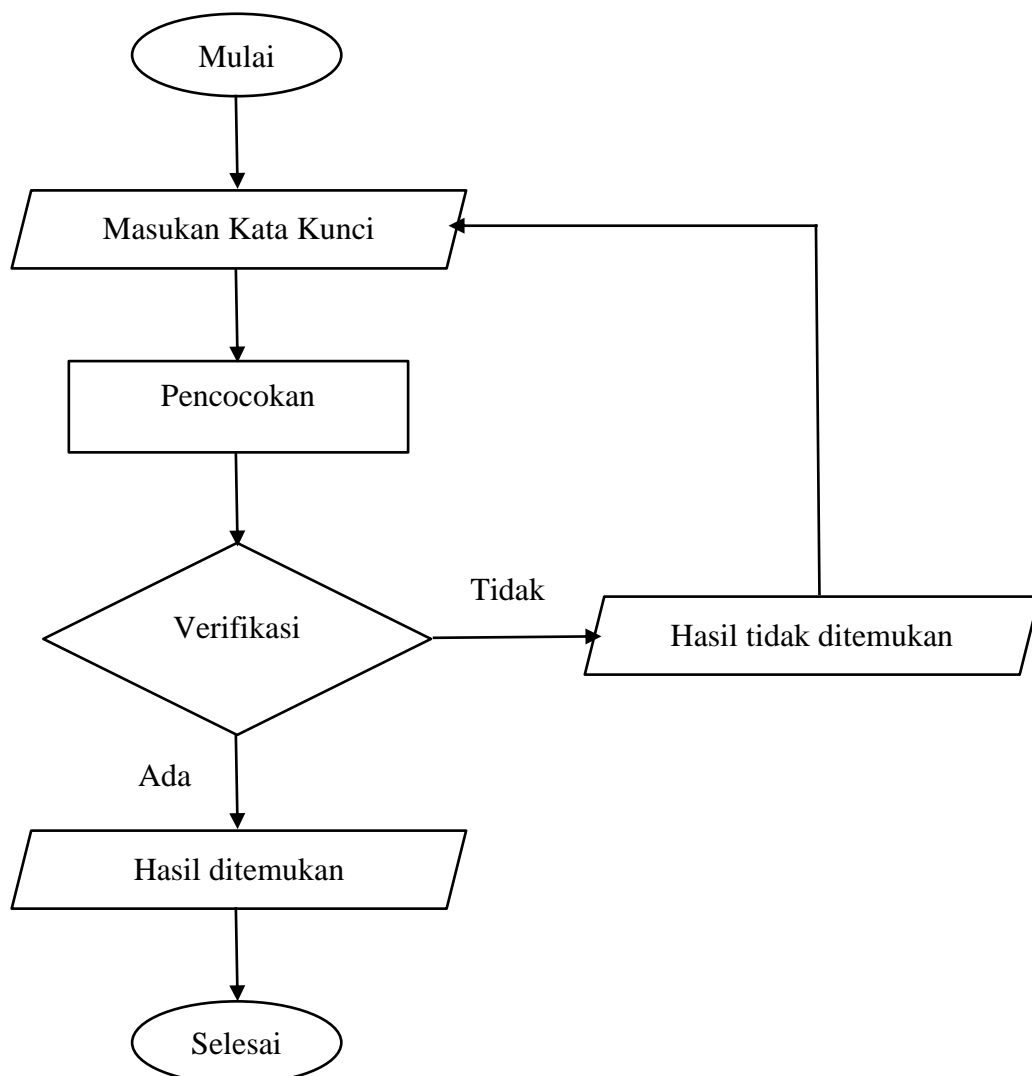 Mulai
Masukan Kata Kunci
Pencocokan
Verifikasi
Tidak
Hasil tidak ditemukan
Ada
Hasil ditemukan
Selesai